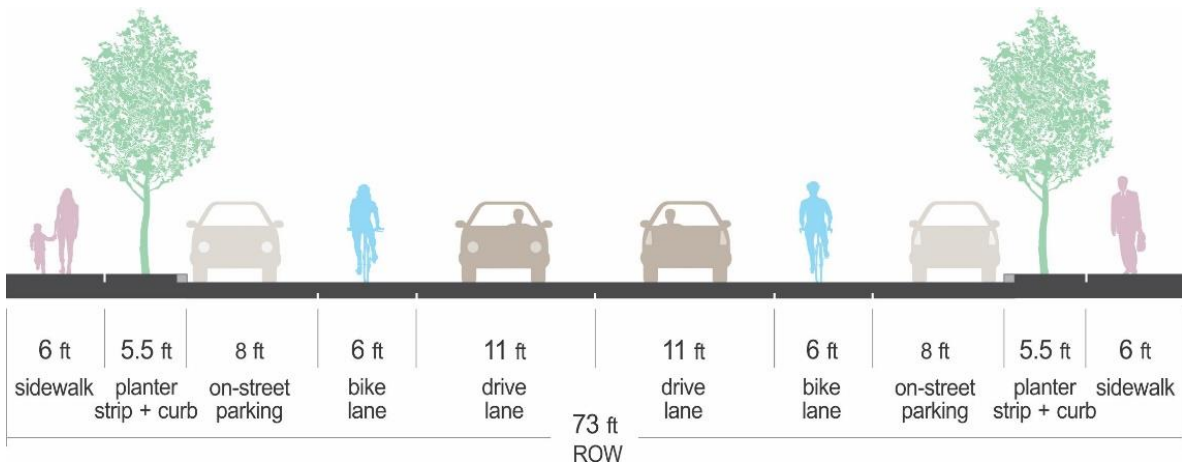 6 ft 5.5 ft 8 ft 6 ft 11 ft 11 ft 6 ft 8 ft 5.5 ft 6 ft
sidewalk planter on-street bike drive drive bike on-street planter sidewalk
strip + curb parking lane lane lane lane parking strip + curb
73 ft
ROW